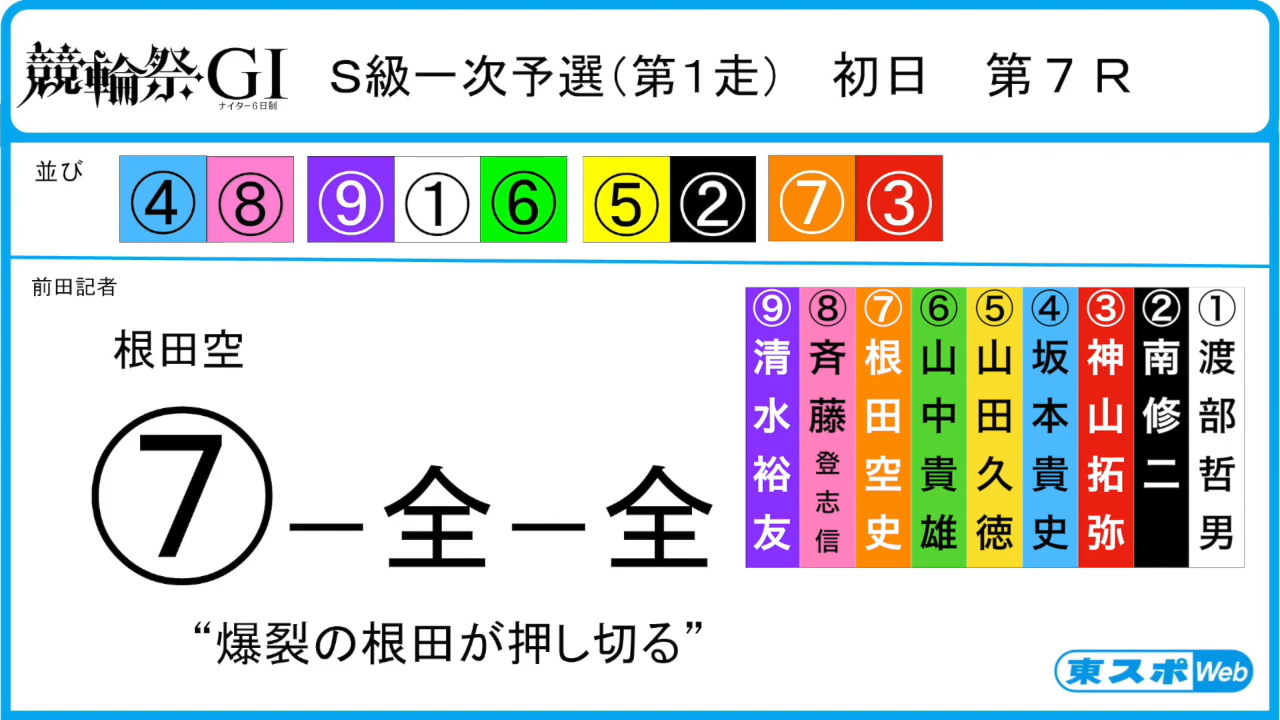 競輪祭GI
ナイター6日制
S級一次予選(第1走) 初日 第7R
並び
④⑧ ⑨①⑥ ⑤② ⑦③
前田記者
根田空
⑦−全−全
“爆裂の根田が押し切る”
⑨清水裕友
⑧斉藤登志信
⑦根田空史
⑥山中貴雄
⑤山田久徳
④坂本貴史
③神山拓弥
②南修二
①渡部哲男
東スポWeb